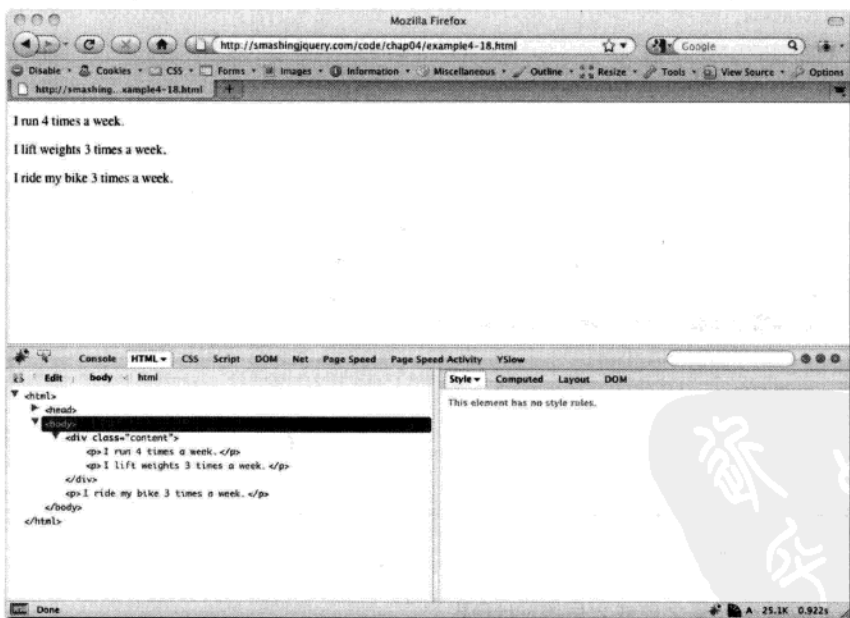 Mozilla Firefox
http://smashingjquery.com/code/chap04/example4-18.html
Google
Disable Cookies CSS Forms Images Information Miscellaneous Outline Resize Tools View Source Options
http://smashing...xample4-18.html
I run 4 times a week.
I lift weights 3 times a week.
I ride my bike 3 times a week.
Console HTML CSS Script DOM Net Page Speed Page Speed Activity YSlow
Edit body < html
Style Computed Layout DOM
This element has no style rules.
<html>
<head>
<body>
<div class="content">
<p>I run 4 times a week.</p>
<p>I lift weights 3 times a week.</p>
</div>
<p>I ride my bike 3 times a week.</p>
</body>
</html>
Done
A 25.1K 0.922s